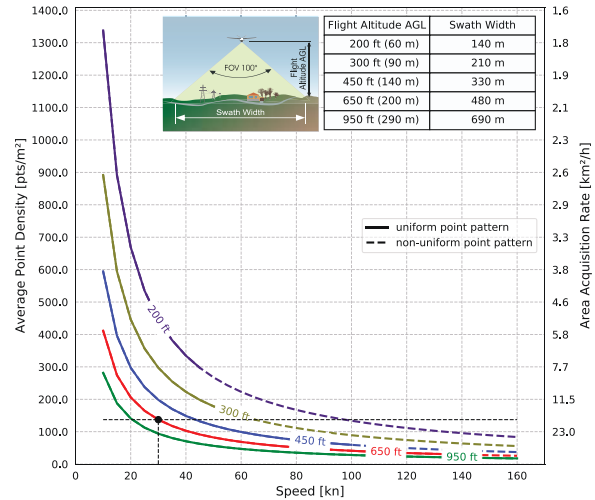 1400.0
1300.0
1200.0
1100.0
1000.0
900.0
800.0
700.0
600.0
500.0
400.0
300.0
200.0
100.0
0.0
Average Point Density [pts/m²]
0
20
40
60
80
100
120
140
160
Speed [kn]
1.6
1.8
1.9
2.1
2.3
2.6
2.9
3.3
3.8
4.6
5.8
7.7
11.5
23.0
Area Acquisition Rate [km²/h]
FOV 100°
Flight
Altitude AGL
Swath Width
Flight Altitude AGL Swath Width
200 ft (60 m) 140 m
300 ft (90 m) 210 m
450 ft (140 m) 330 m
650 ft (200 m) 480 m
950 ft (290 m) 690 m
uniform point pattern
non-uniform point pattern
200 ft
300 ft
450 ft
650 ft
950 ft